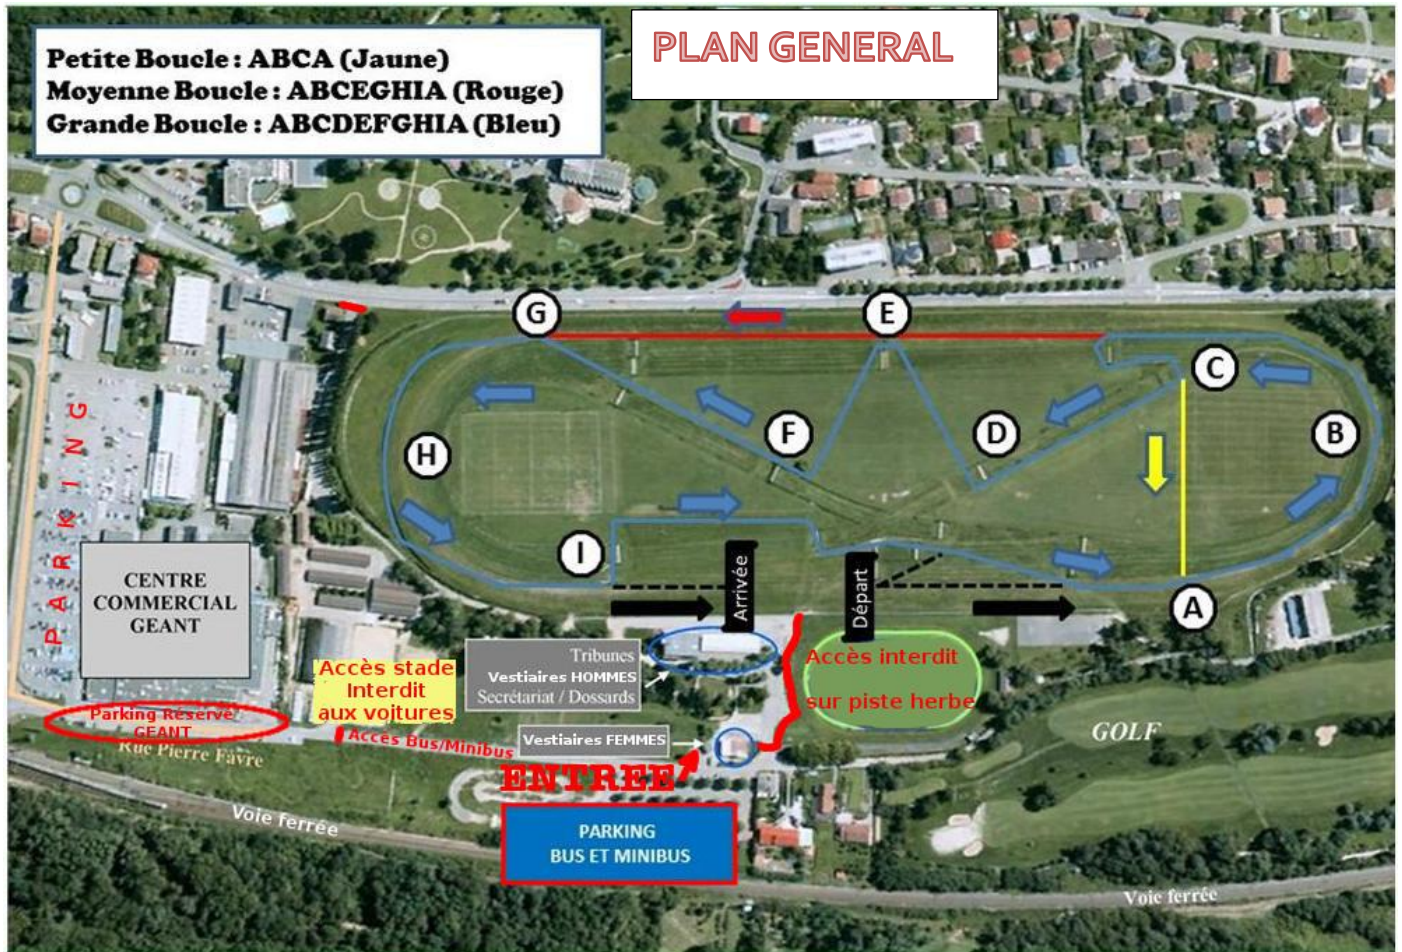 Petite Boucle : ABCA (Jaune)
Moyenne Boucle : ABCEGHIA (Rouge)
Grande Boucle : ABCDEFGHIA (Bleu)
PLAN GENERAL
G
E
C
F
D
B
H
I
A
PARKING
Arrivée
Départ
CENTRE
COMMERCIAL
GEANT
Tribunes
Vestiaires HOMMES
Secrétariat / Dossards
Accès stade
Interdit
aux voitures
Accès interdit
sur piste herbe
Parking Réservé
GEANT
Rue Pierre Favre
Accès Bus/Minibus
Vestiaires FEMMES
GOLF
ENTREE
Voie ferrée
PARKING
BUS ET MINIBUS
Voie ferrée